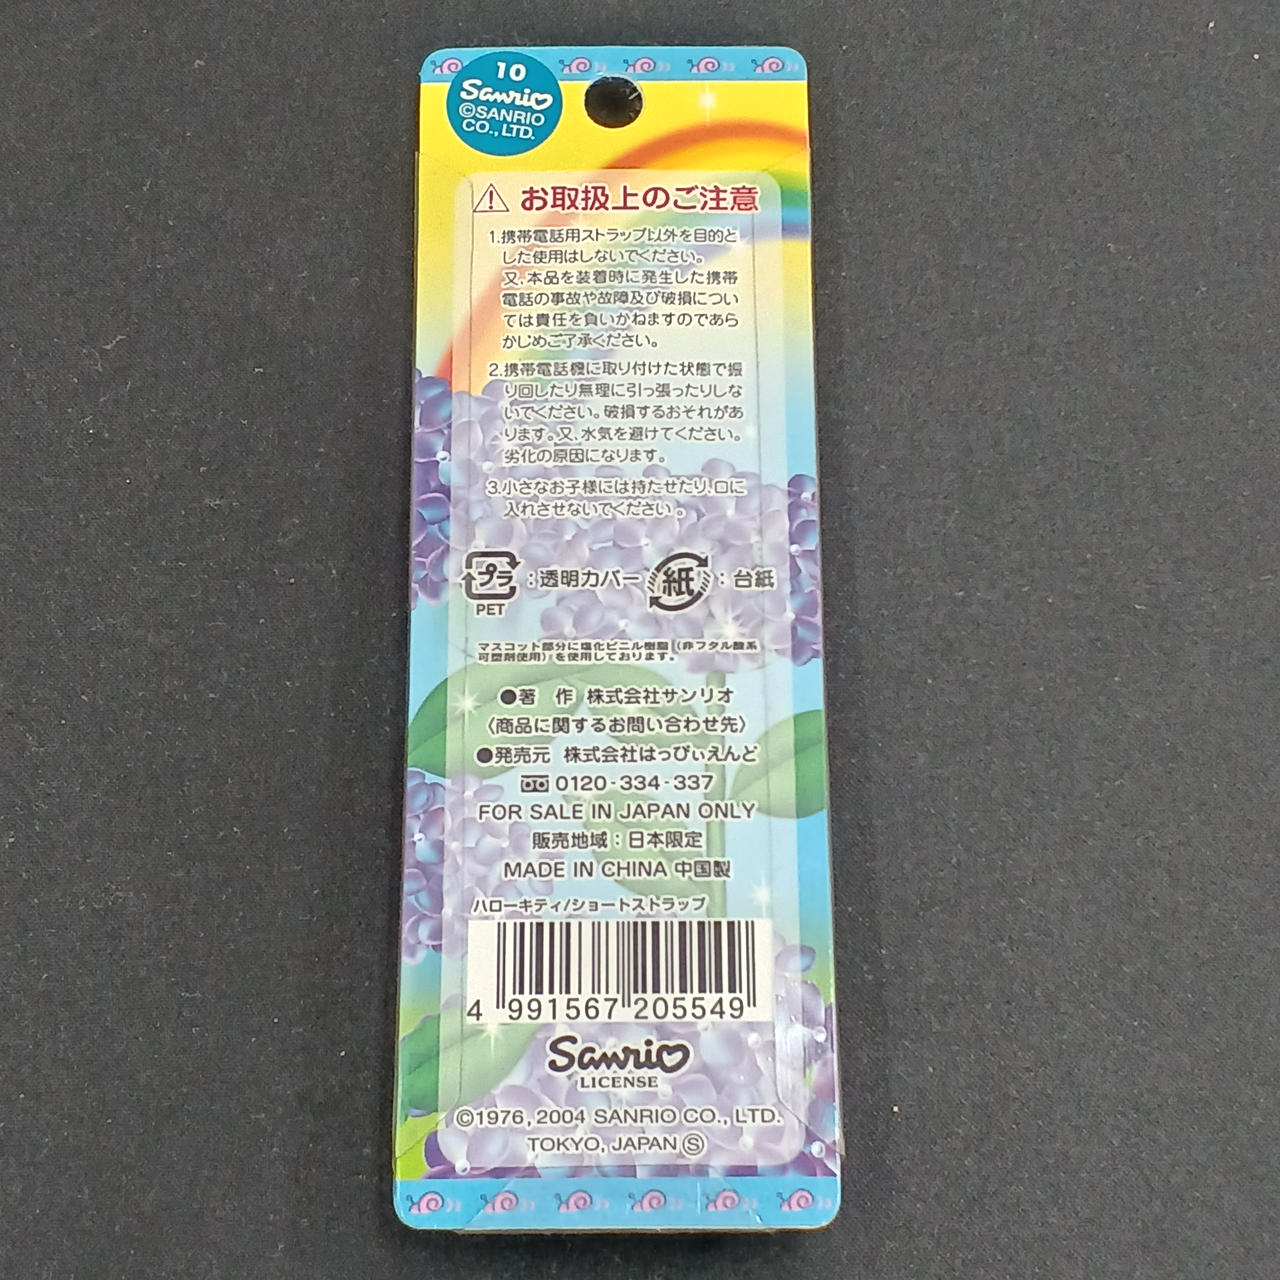 10
Sanrio
©SANRIO
CO., LTD.
お取扱上のご注意
1.携帯電話用ストラップ以外を目的と
した使用はしないでください。
又、本品を装着時に発生した携帯
電話の事故や故障及び破損につい
ては責任を負いかねますのであら
かじめご了承ください。
2.携帯電話機に取り付けた状態で振
り回したり無理に引っ張ったりしな
いでください。破損するおそれがあ
ります。又、水気を避けてください。
劣化の原因になります。
3.小さなお子様には持たせたり、口に
入れさせないでください。
プラ PET :透明カバー 紙 :台紙
マスコット部分に塩化ビニル樹脂(非フタル酸系
可塑剤使用)を使用しております。
●著 作 株式会社サンリオ
〈商品に関するお問い合わせ先〉
●発売元 株式会社はっぴぃえんど
0120-334-337
FOR SALE IN JAPAN ONLY
販売地域:日本限定
MADE IN CHINA 中国製
ハローキティ/ショートストラップ
4 991567 205549
Sanrio
LICENSE
©1976, 2004 SANRIO CO., LTD.
TOKYO, JAPAN Ⓢ